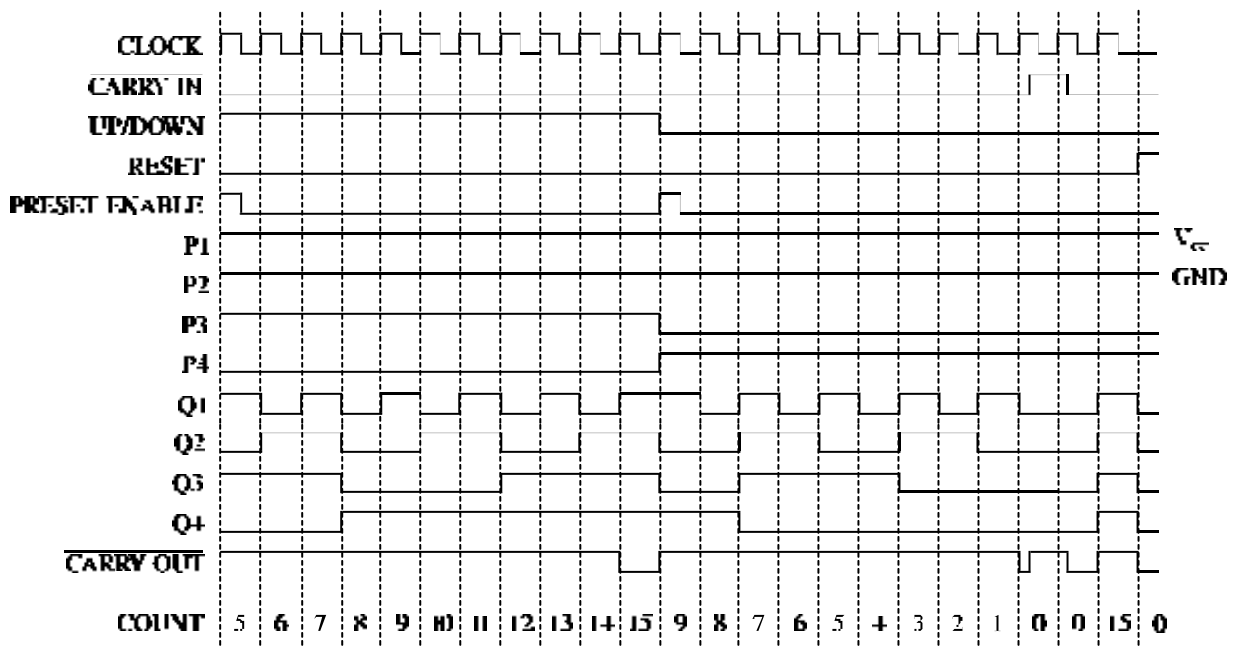 CLOCK
CARRY IN
UP/DOWN
RESET
PRESET ENABLE
P1
P2
P3
P4
Q1
Q2
Q3
Q4
CARRY OUT
COUNT 5 6 7 8 9 10 11 12 13 14 15 9 8 7 6 5 4 3 2 1 0 0 15 0
GND